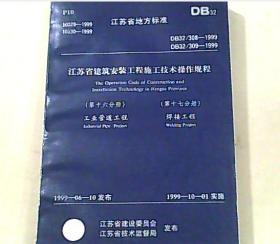 P10
10029-1999
10030-1999
江苏省地方标准
DB32
DB32/308—1999
DB32/309—1999
江苏省建筑安装工程施工技术操作规程
The Operation Code of Construction and
Installation Technology in Jiangsu Province
(第十六分册)
工业管道工程
Industrial Pipe Project
(第十七分册)
焊接工程
Welding Project
1999-06-10 发布
1999-10-01 实施
江苏省建设委员会
江苏省技术监督局
发布